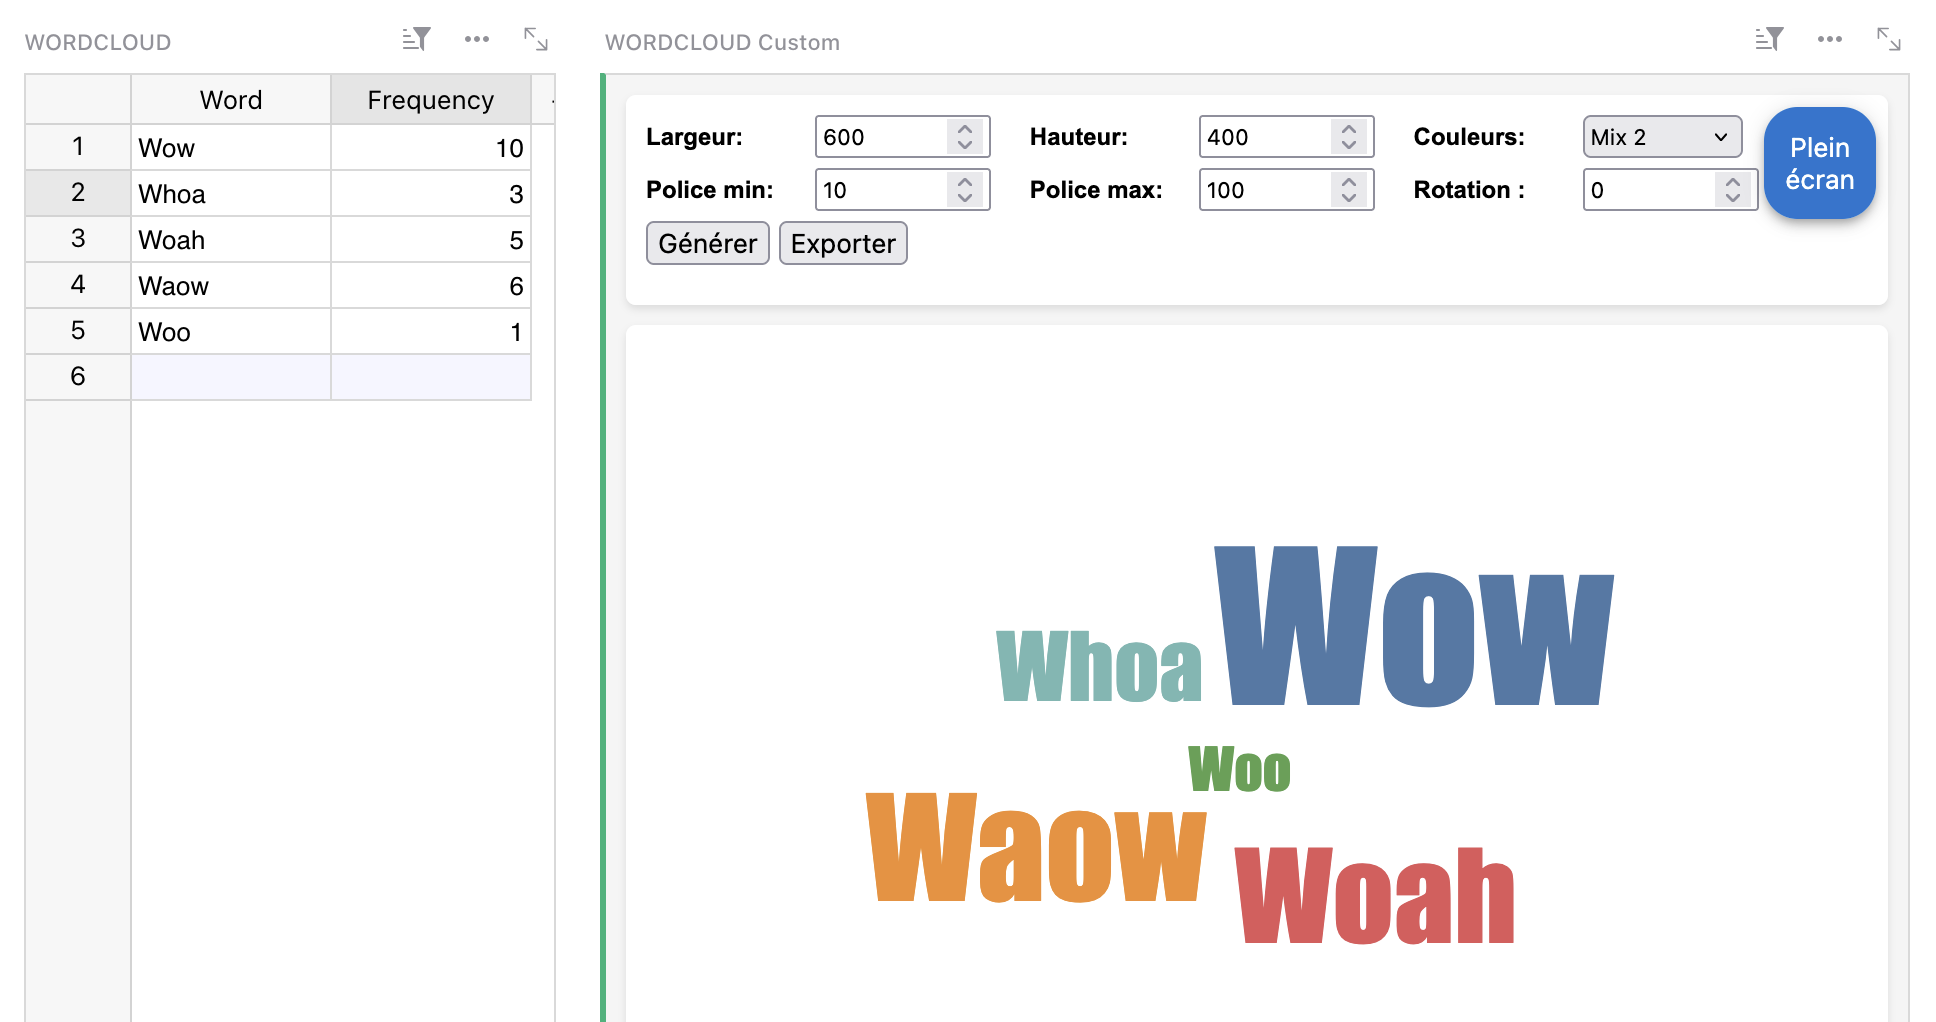 WORDCLOUD
Word Frequency
1 Wow 10
2 Whoa 3
3 Woah 5
4 Waow 6
5 Woo 1
6
WORDCLOUD Custom
Largeur: 600 Hauteur: 400 Couleurs: Mix 2
Police min: 10 Police max: 100 Rotation : 0
Plein
écran
Générer Exporter
Wow
Whoa
Woo
Waow
Woah